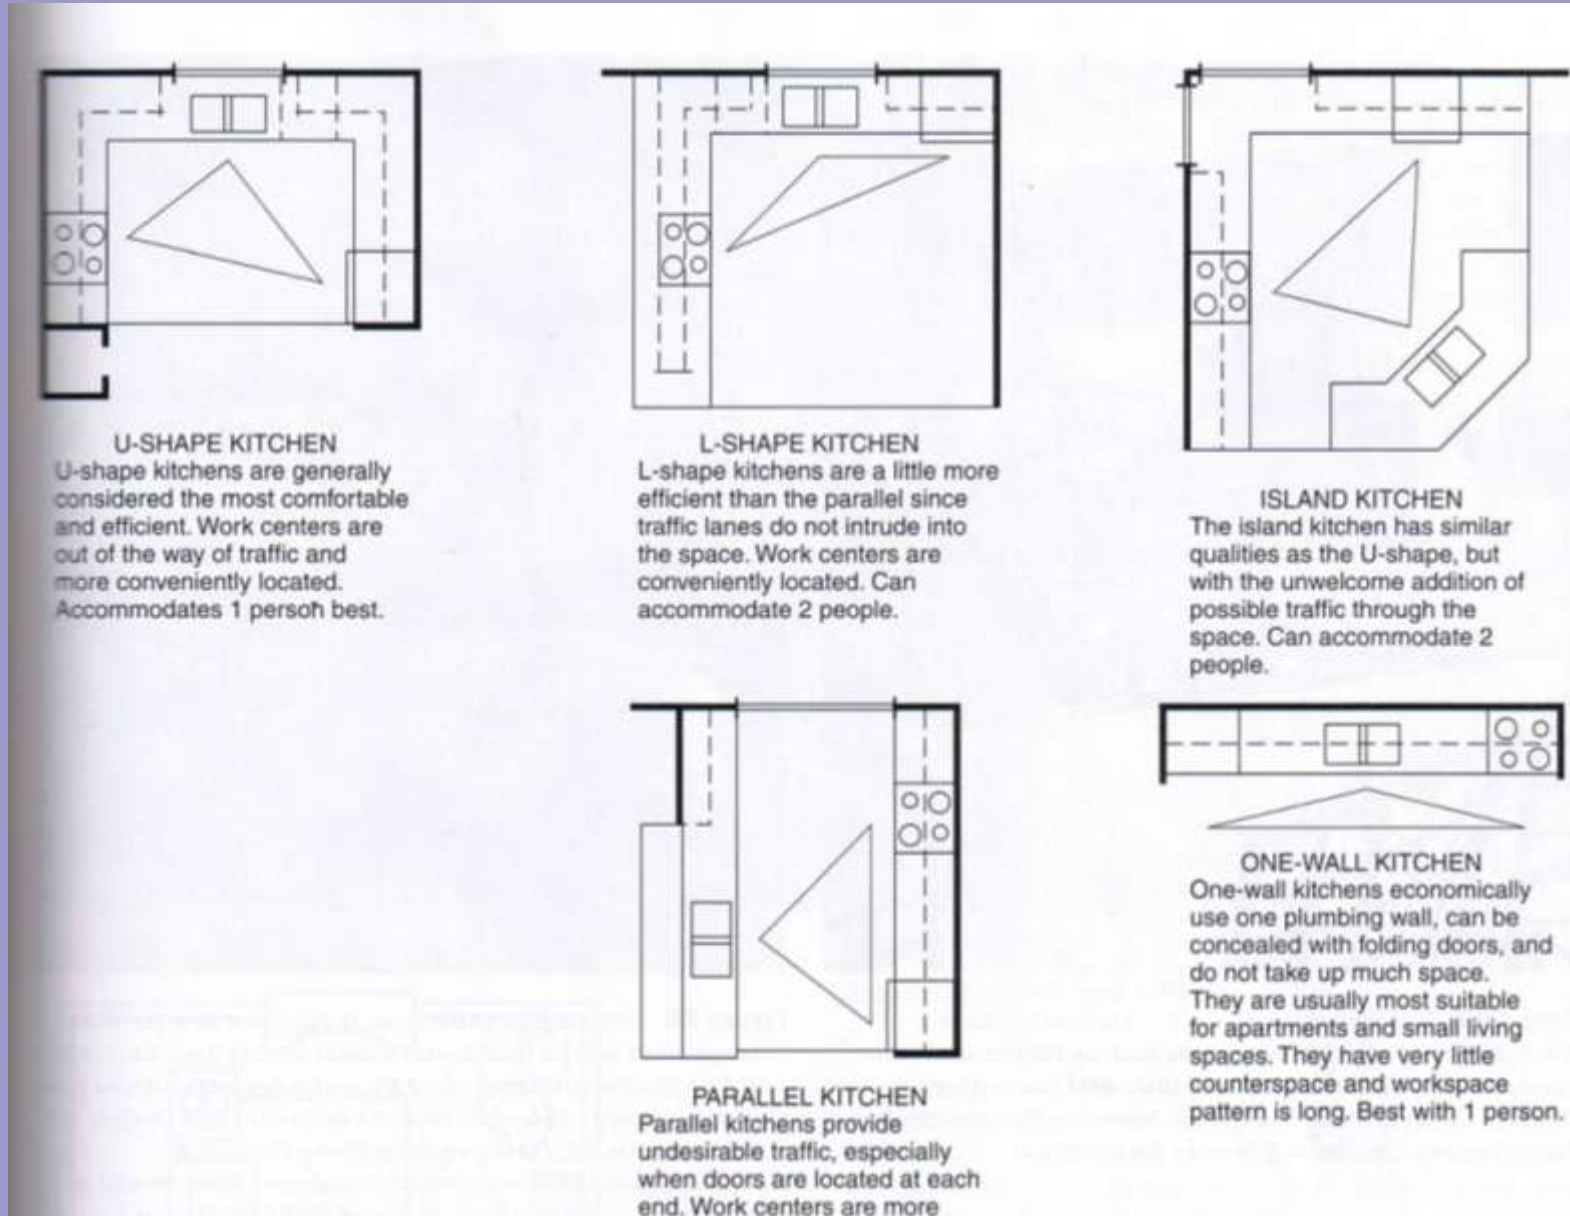 U-SHAPE KITCHEN
U-shape kitchens are generally
considered the most comfortable
and efficient. Work centers are
out of the way of traffic and
more conveniently located.
Accommodates 1 person best.
L-SHAPE KITCHEN
L-shape kitchens are a little more
efficient than the parallel since
traffic lanes do not intrude into
the space. Work centers are
conveniently located. Can
accommodate 2 people.
ISLAND KITCHEN
The island kitchen has similar
qualities as the U-shape, but
with the unwelcome addition of
possible traffic through the
space. Can accommodate 2
people.
PARALLEL KITCHEN
Parallel kitchens provide
undesirable traffic, especially
when doors are located at each
end. Work centers are more
ONE-WALL KITCHEN
One-wall kitchens economically
use one plumbing wall, can be
concealed with folding doors, and
do not take up much space.
They are usually most suitable
for apartments and small living
spaces. They have very little
counterspace and workspace
pattern is long. Best with 1 person.